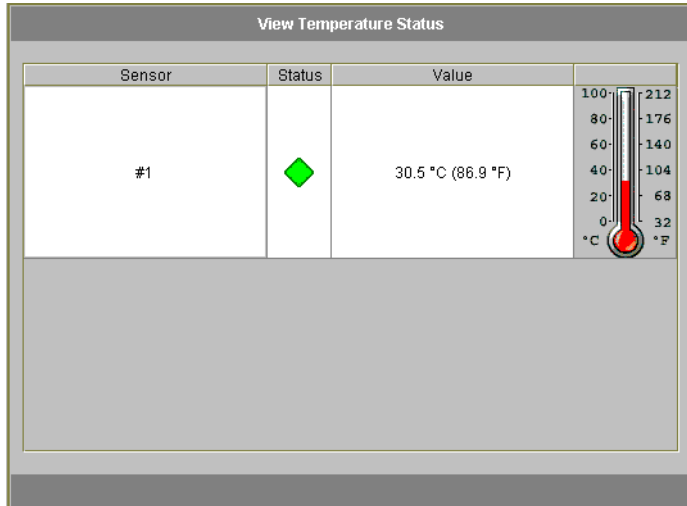 View Temperature Status
Sensor Status Value
#1 30.5 °C (86.9 °F)
100 212
80 176
60 140
40 104
20 68
0 32
°C °F